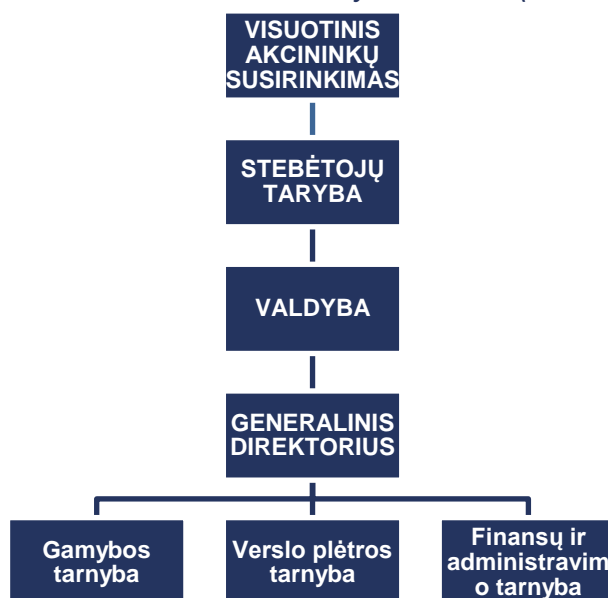 VISUOTINIS
AKCININKŲ
SUSIRINKIMAS
STEBĖTOJŲ
TARYBA
VALDYBA
GENERALINIS
DIREKTORIUS
Gamybos
tarnyba
Verslo plėtros
tarnyba
Finansų ir
administravim
o tarnyba